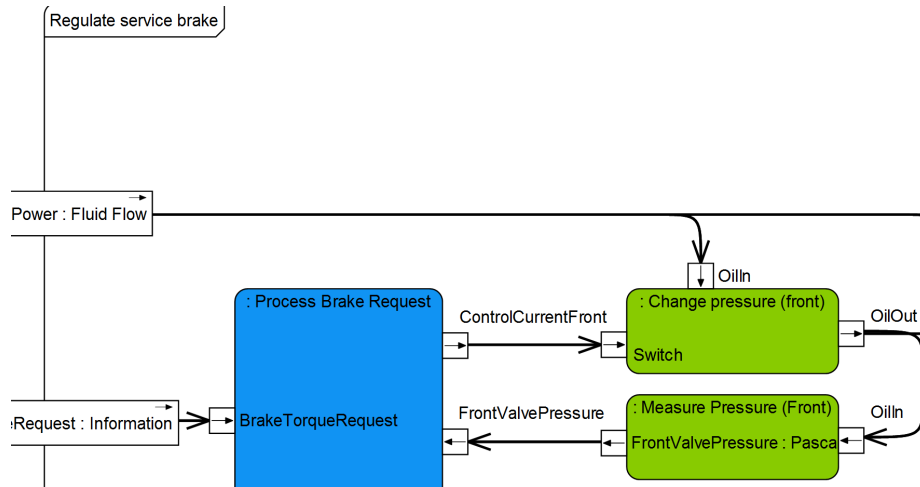 Regulate service brake
Power : Fluid Flow
OilIn
: Process Brake Request
: Change pressure (front)
ControlCurrentFront
OilOut
Switch
eRequest : Information
BrakeTorqueRequest
FrontValvePressure
: Measure Pressure (Front)
OilIn
FrontValvePressure : Pasca